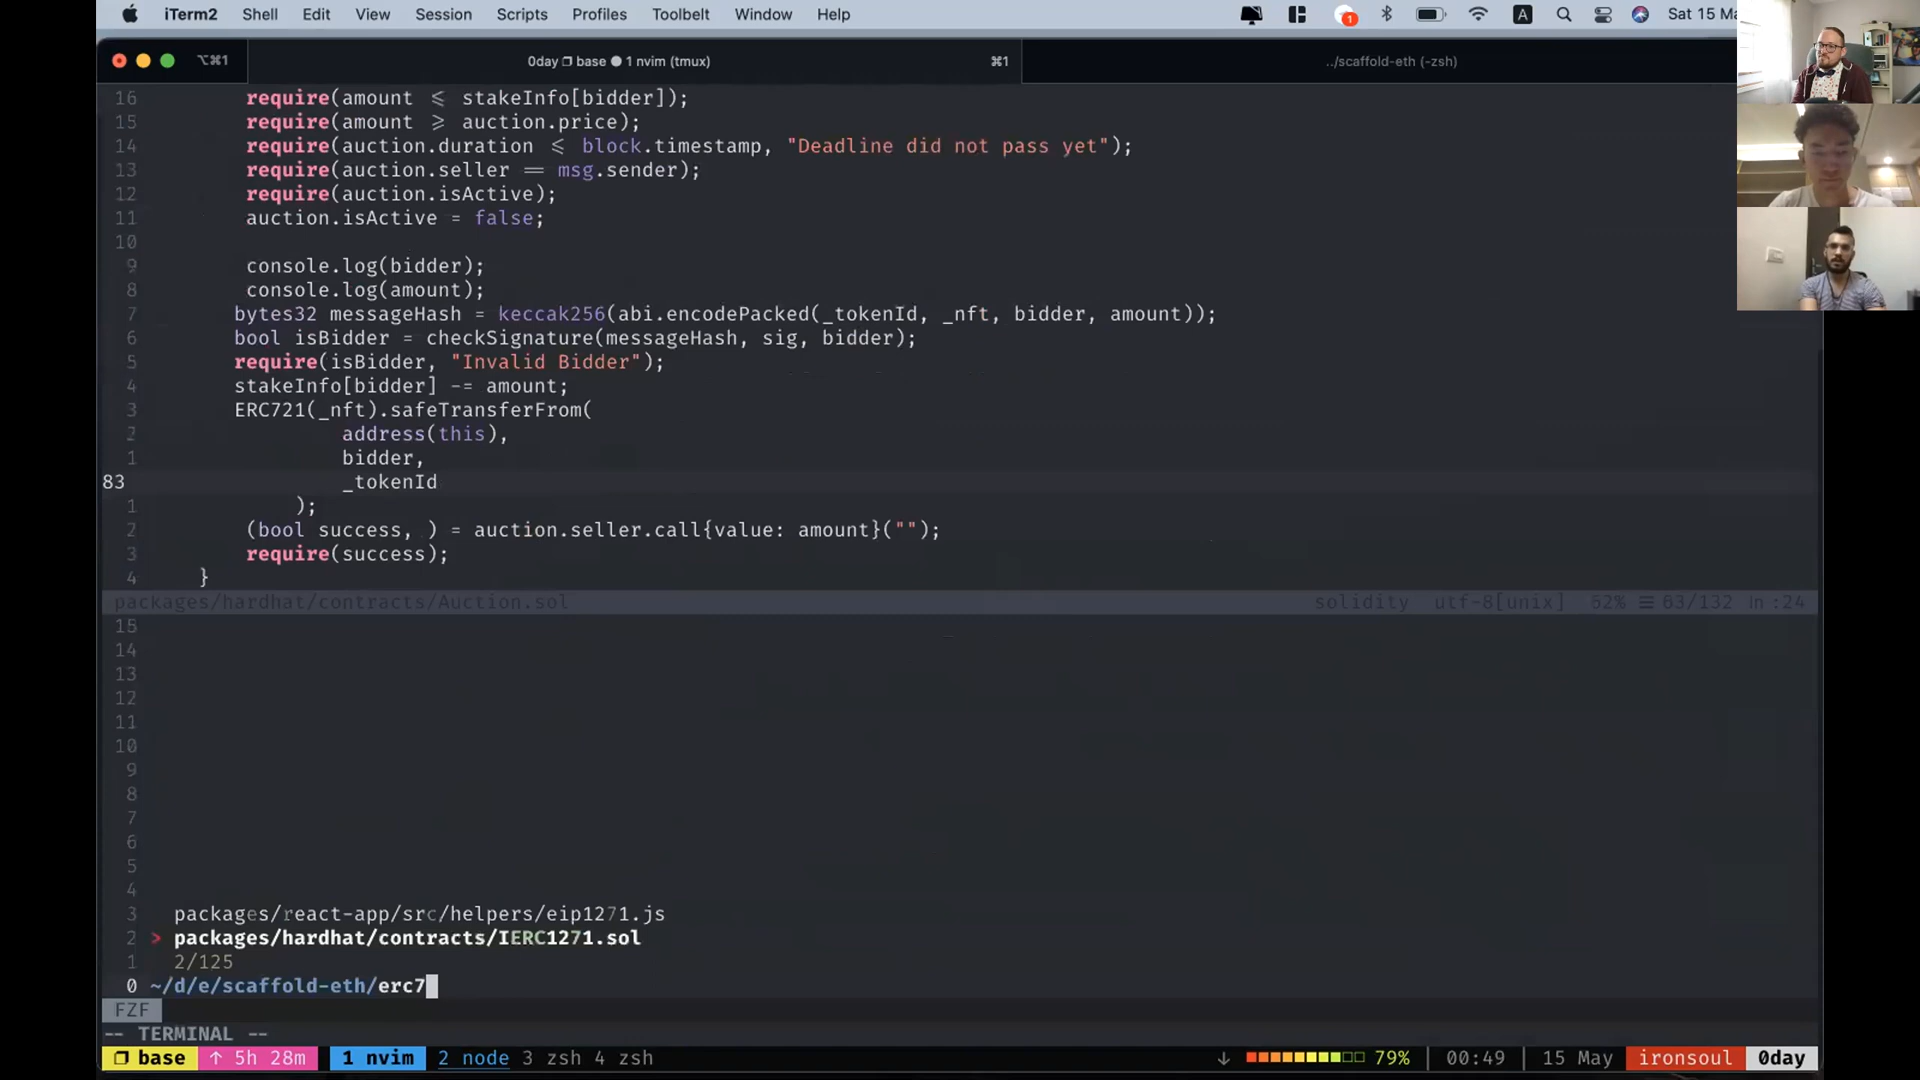 iTerm2 Shell Edit View Session Scripts Profiles Toolbelt Window Help 1 A Sat 15 Ma
⌥⌘1 0day base ● 1 nvim (tmux) ⌘1 ../scaffold-eth (-zsh)
16 require(amount ≤ stakeInfo[bidder]);
15 require(amount ≥ auction.price);
14 require(auction.duration ≤ block.timestamp, "Deadline did not pass yet");
13 require(auction.seller == msg.sender);
12 require(auction.isActive);
11 auction.isActive = false;
10
9 console.log(bidder);
8 console.log(amount);
7 bytes32 messageHash = keccak256(abi.encodePacked(_tokenId, _nft, bidder, amount));
6 bool isBidder = checkSignature(messageHash, sig, bidder);
5 require(isBidder, "Invalid Bidder");
4 stakeInfo[bidder] -= amount;
3 ERC721(_nft).safeTransferFrom(
2 address(this),
1 bidder,
83 _tokenId
1 );
2 (bool success, ) = auction.seller.call{value: amount}("");
3 require(success);
4 }
packages/hardhat/contracts/Auction.sol solidity utf-8[unix] 62% ☰ 83/132 ㏑ :24
15
14
13
12
11
10
9
8
7
6
5
4
3 packages/react-app/src/helpers/eip1271.js
2 > packages/hardhat/contracts/IERC1271.sol
1 2/125
0 ~/d/e/scaffold-eth/erc7
FZF
-- TERMINAL --
base ↑ 5h 28m 1 nvim 2 node 3 zsh 4 zsh ↓ 79% | 00:49 | 15 May ironsoul 0day